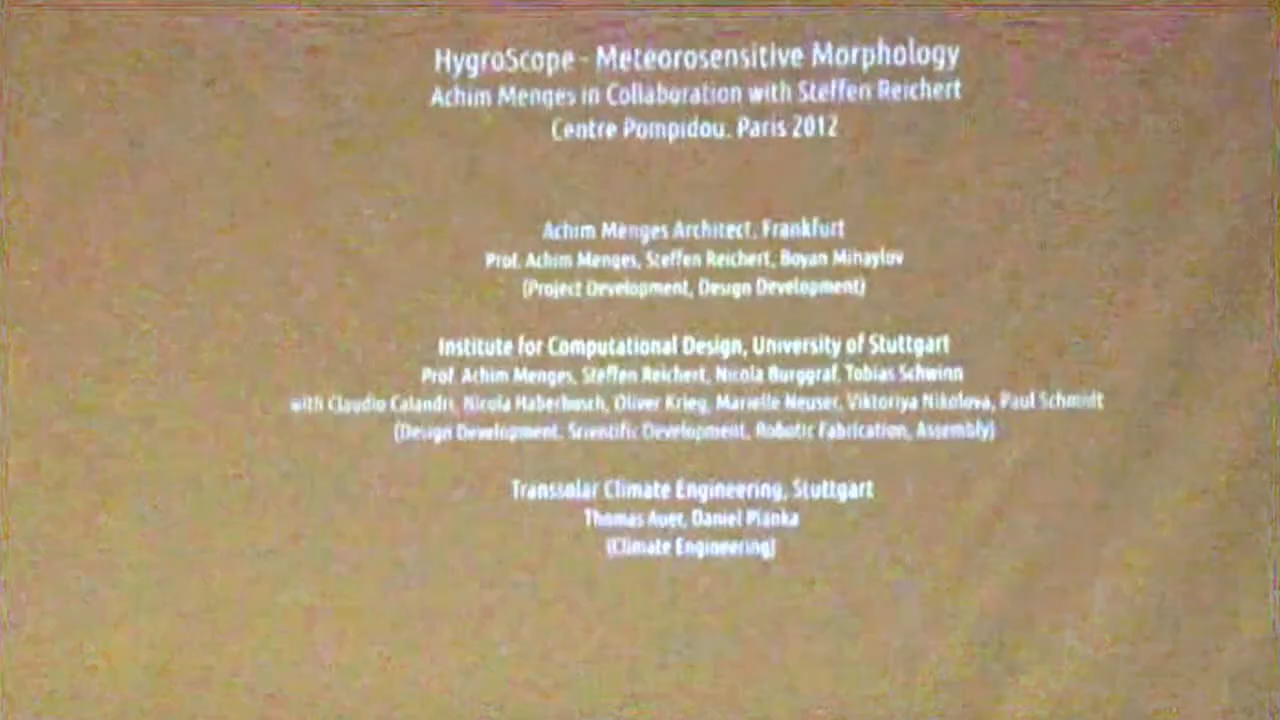 HygroScope - Meteorosensitive Morphology
Achim Menges in Collaboration with Steffen Reichert
Centre Pompidou. Paris 2012
Achim Menges Architect, Frankfurt
Prof. Achim Menges, Steffen Reichert, Boyan Mihaylov
(Project Development, Design Development)
Institute for Computational Design, University of Stuttgart
Prof. Achim Menges, Steffen Reichert, Nicola Burggraf, Tobias Schwinn
with Claudio Calandri, Nicola Haberbosch, Oliver Krieg, Marielle Neuser, Viktoriya Nikolova, Paul Schmidt
(Design Development, Scientific Development, Robotic Fabrication, Assembly)
Transsolar Climate Engineering, Stuttgart
Thomas Auer, Daniel Pianka
(Climate Engineering)